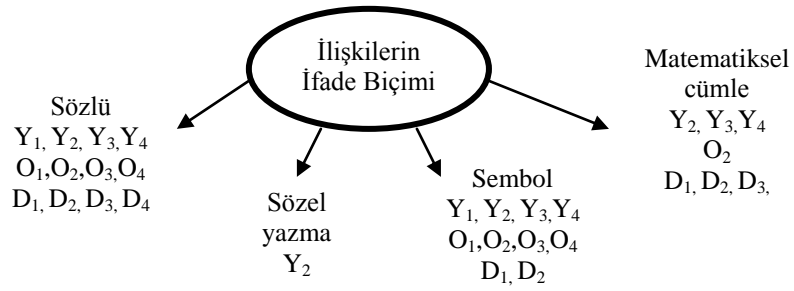 İlişkilerin
İfade Biçimi
Sözlü
Y1, Y2, Y3,Y4
O1,O2,O3,O4
D1, D2, D3, D4
Sözel
yazma
Y2
Sembol
Y1, Y2, Y3,Y4
O1,O2,O3,O4
D1, D2
Matematiksel
cümle
Y2, Y3,Y4
O2
D1, D2, D3,